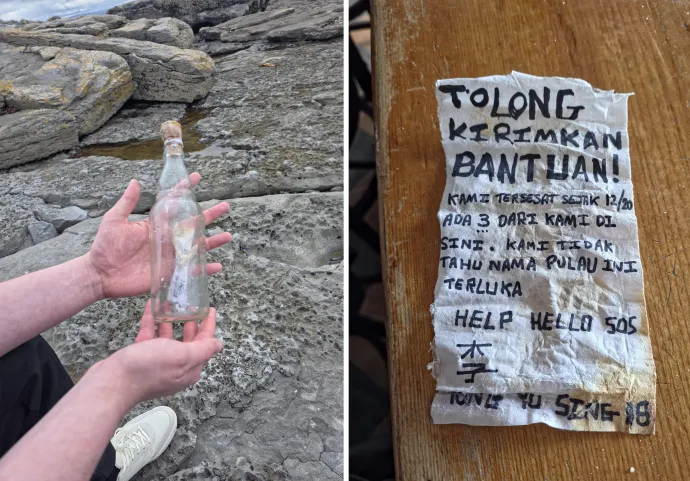 TOLONG
KIRIMKAN
BANTUAN!
KAMI TERSESAT SEJAK 12/20
ADA 3 DARI KAMI DI
SINI. KAMI TIDAK
TAHU NAMA PULAU INI
TERLUKA
HELP HELLO SOS
李
YU SING 18